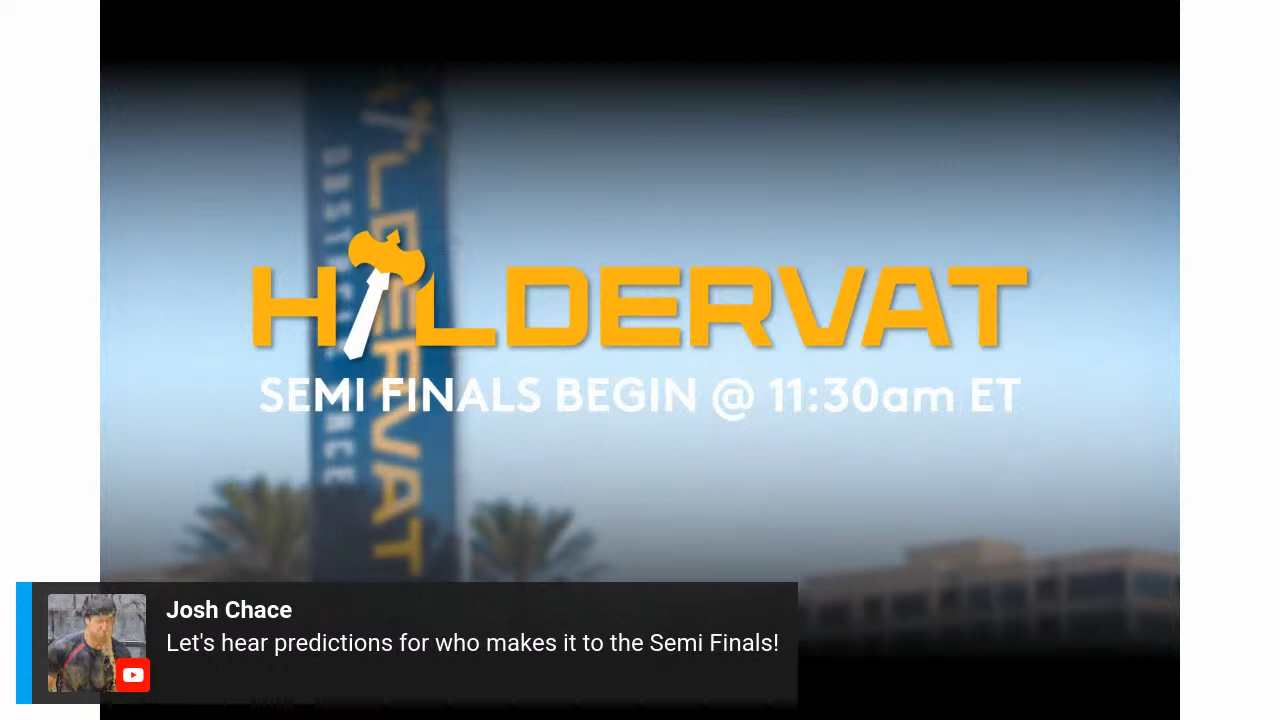 HILDERVAT
SEMI FINALS BEGIN @ 11:30am ET
Josh Chace
Let's hear predictions for who makes it to the Semi Finals!